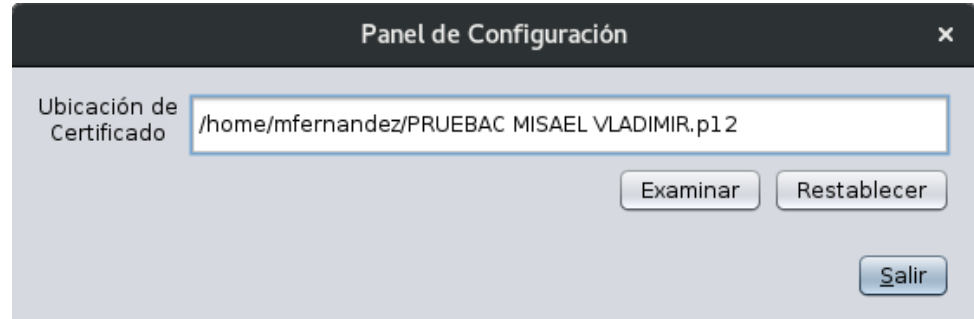 Panel de Configuración ×
Ubicación de
Certificado
/home/mfernandez/PRUEBAC MISAEL VLADIMIR.p12
Examinar Restablecer
Salir